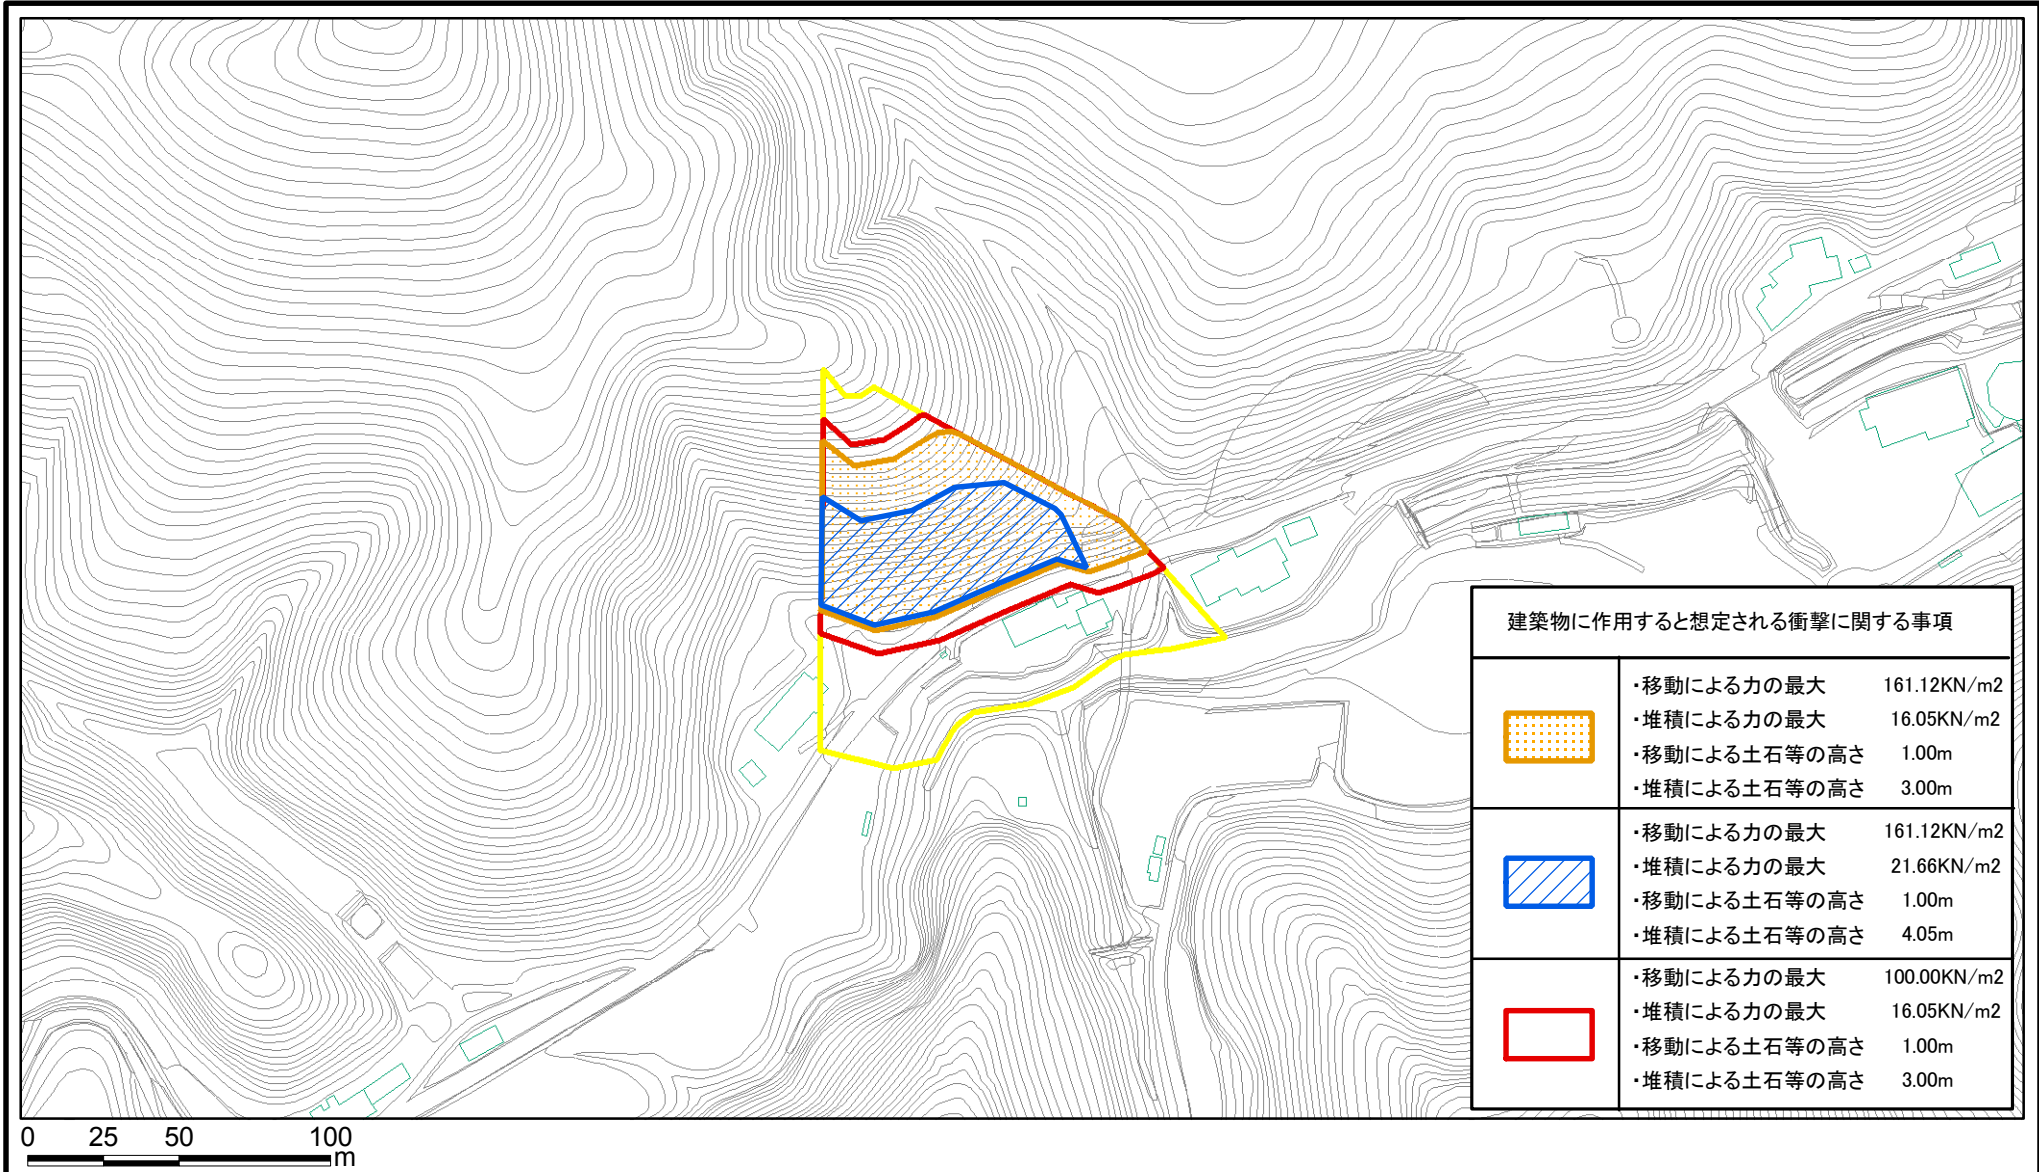 建築物に作用すると想定される衝撃に関する事項
・移動による力の最大 161.12KN/m2
・堆積による力の最大 16.05KN/m2
・移動による土石等の高さ 1.00m
・堆積による土石等の高さ 3.00m
・移動による力の最大 161.12KN/m2
・堆積による力の最大 21.66KN/m2
・移動による土石等の高さ 1.00m
・堆積による土石等の高さ 4.05m
・移動による力の最大 100.00KN/m2
・堆積による力の最大 16.05KN/m2
・移動による土石等の高さ 1.00m
・堆積による土石等の高さ 3.00m
0 25 50 100
m